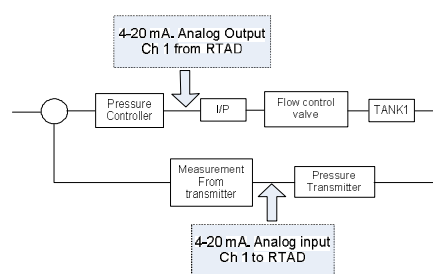 4-20 mA. Analog Output
Ch 1 from RTAD
Pressure
Controller
I/P
Flow control
valve
TANK1
Measurement
From
transmitter
Pressure
Transmitter
4-20 mA. Analog input
Ch 1 to RTAD